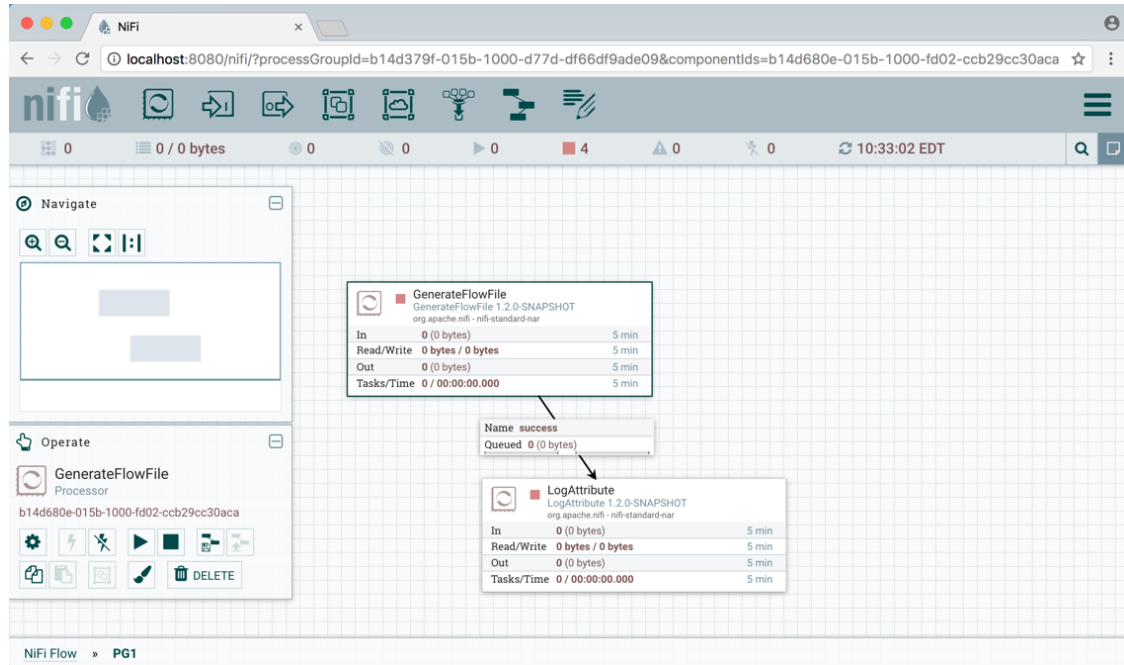 NiFi
localhost:8080/nifi/?processGroupId=b14d379f-015b-1000-d77d-df66df9ade09&componentIds=b14d680e-015b-1000-fd02-ccb29cc30aca
nifi
0 0 / 0 bytes 0 0 0 4 0 0 10:33:02 EDT
Navigate
GenerateFlowFile
GenerateFlowFile 1.2.0-SNAPSHOT
org.apache.nifi - nifi-standard-nar
In 0 (0 bytes) 5 min
Read/Write 0 bytes / 0 bytes 5 min
Out 0 (0 bytes) 5 min
Tasks/Time 0 / 00:00:00.000 5 min
Name success
Queued 0 (0 bytes)
Operate
GenerateFlowFile
Processor
b14d680e-015b-1000-fd02-ccb29cc30aca
DELETE
LogAttribute
LogAttribute 1.2.0-SNAPSHOT
org.apache.nifi - nifi-standard-nar
In 0 (0 bytes) 5 min
Read/Write 0 bytes / 0 bytes 5 min
Out 0 (0 bytes) 5 min
Tasks/Time 0 / 00:00:00.000 5 min
NiFi Flow » PG1